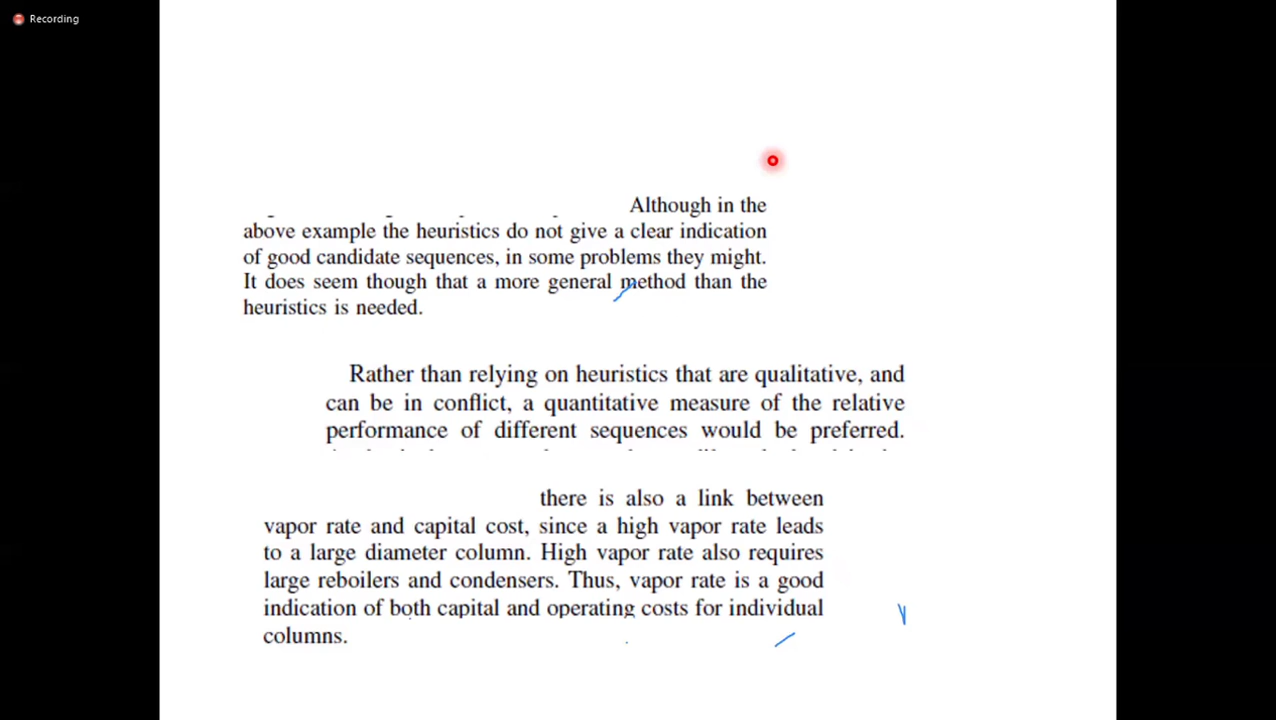 Recording
Although in the
above example the heuristics do not give a clear indication
of good candidate sequences, in some problems they might.
It does seem though that a more general method than the
heuristics is needed.
Rather than relying on heuristics that are qualitative, and
can be in conflict, a quantitative measure of the relative
performance of different sequences would be preferred.
there is also a link between
vapor rate and capital cost, since a high vapor rate leads
to a large diameter column. High vapor rate also requires
large reboilers and condensers. Thus, vapor rate is a good
indication of both capital and operating costs for individual
columns.